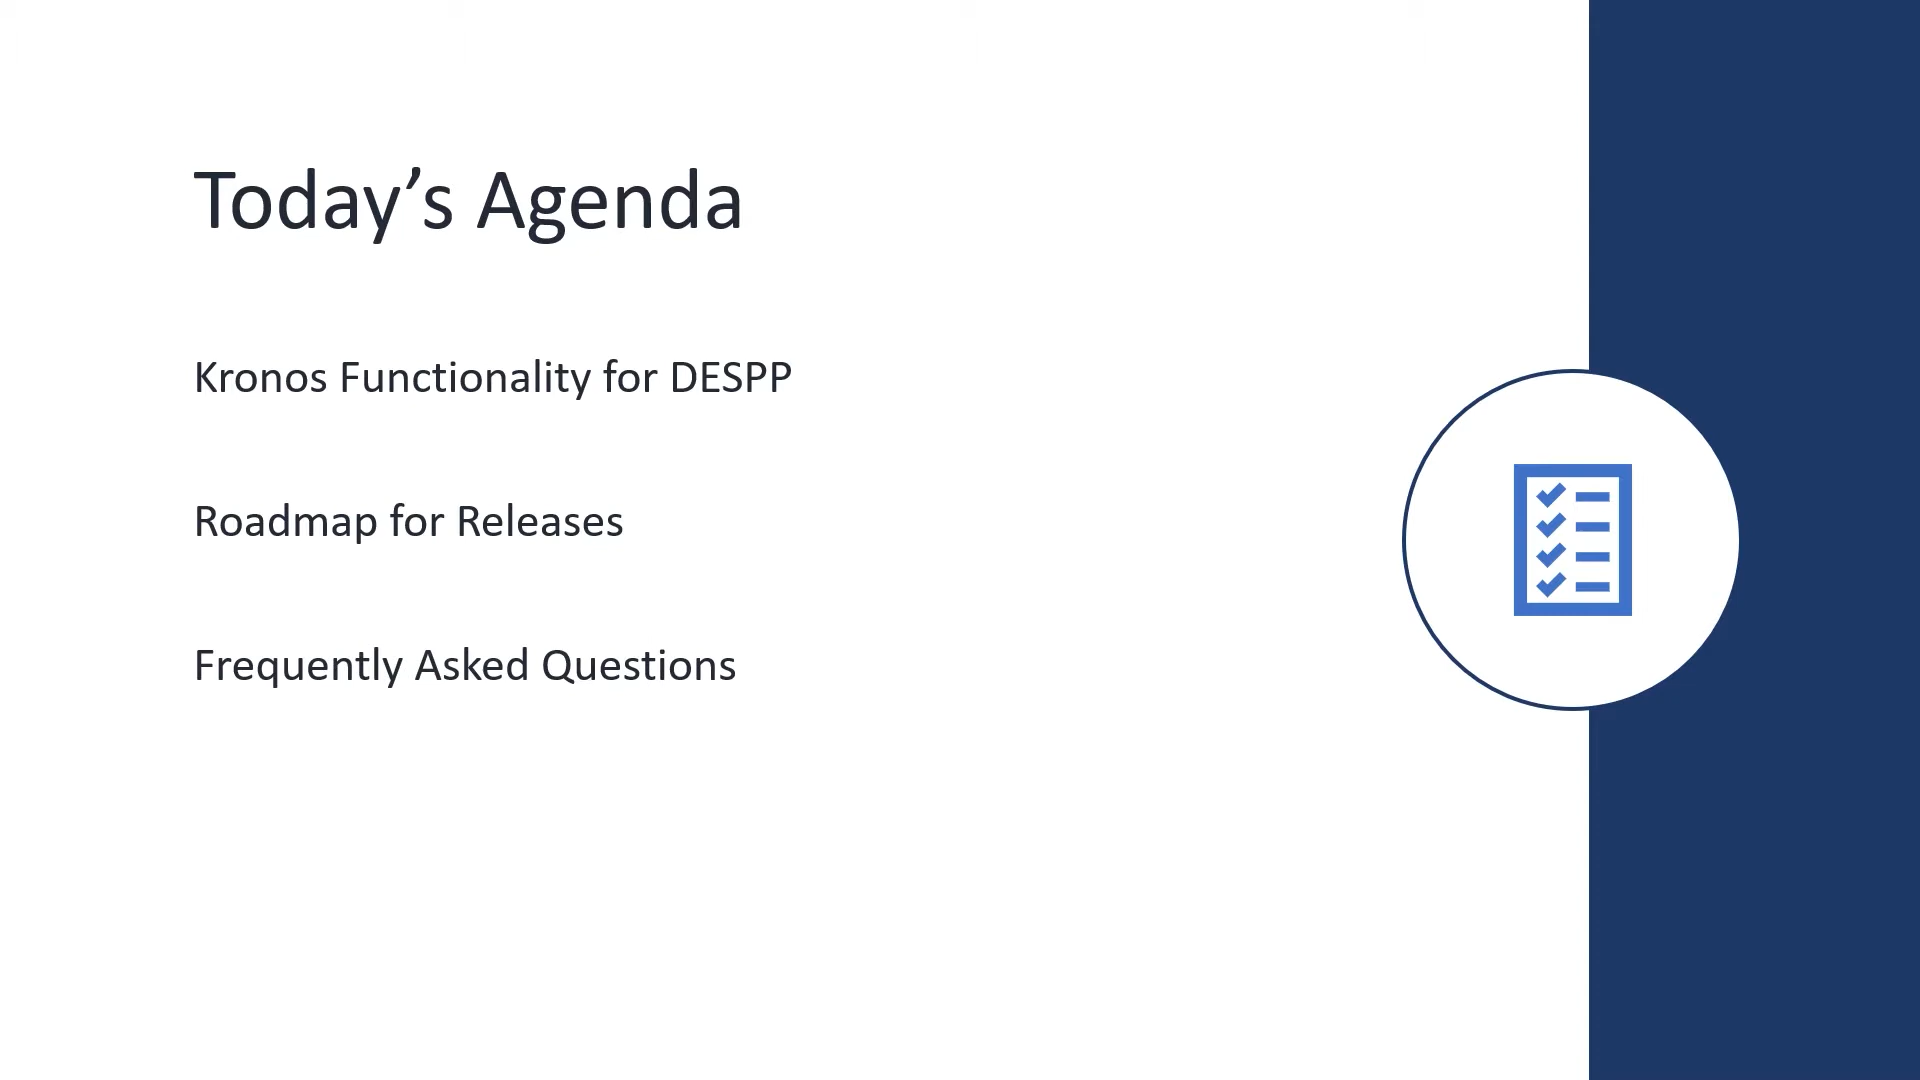 Today’s Agenda
Kronos Functionality for DESPP
Roadmap for Releases
Frequently Asked Questions